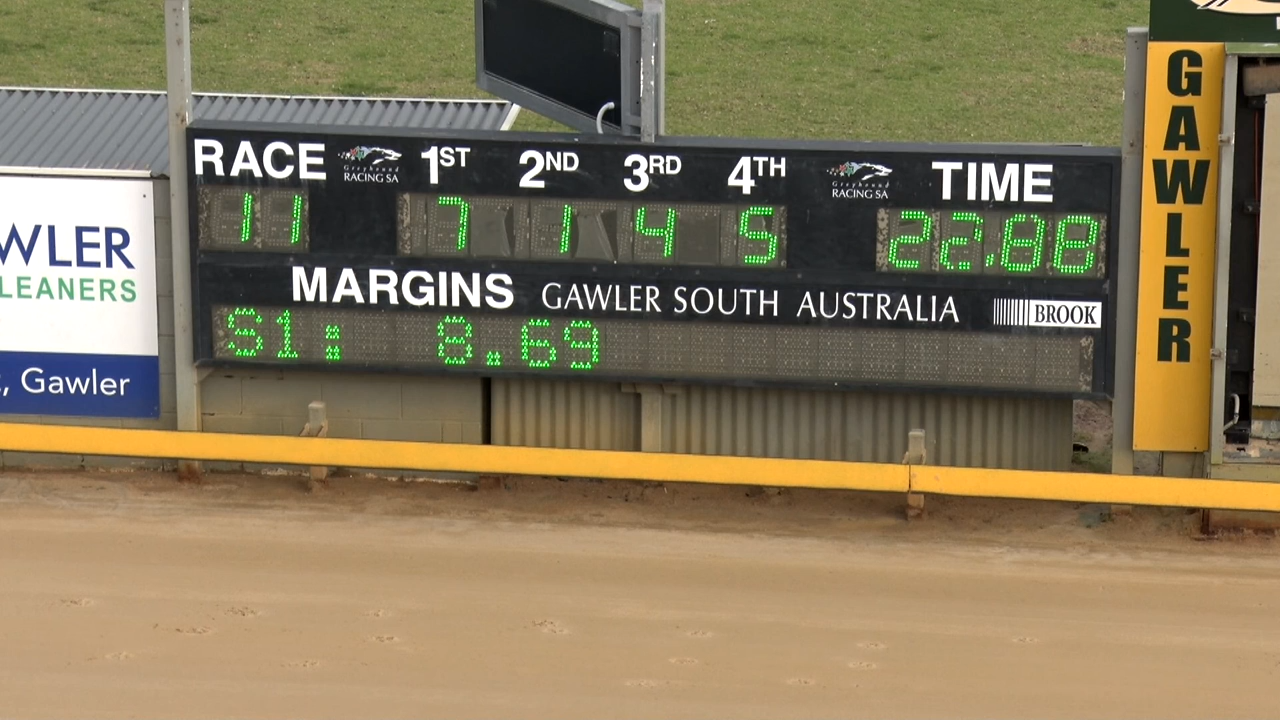 RACE Greyhound RACING SA 1ST 2ND 3RD 4TH Greyhound RACING SA TIME
11 7 1 4 5 22.88
MARGINS GAWLER SOUTH AUSTRALIA BROOK
S1: 8.69
WLER
LEANERS
, Gawler
GAWLER